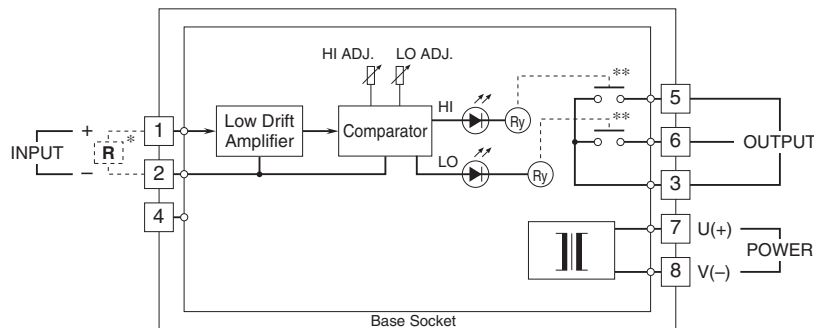 HI ADJ. LO ADJ.
**
HI
1
Low Drift
Amplifier
Comparator
Ry
5
+
INPUT
R
*
–
**
6
OUTPUT
LO
Ry
2
3
4
7
U(+)
POWER
8
V(–)
Base Socket